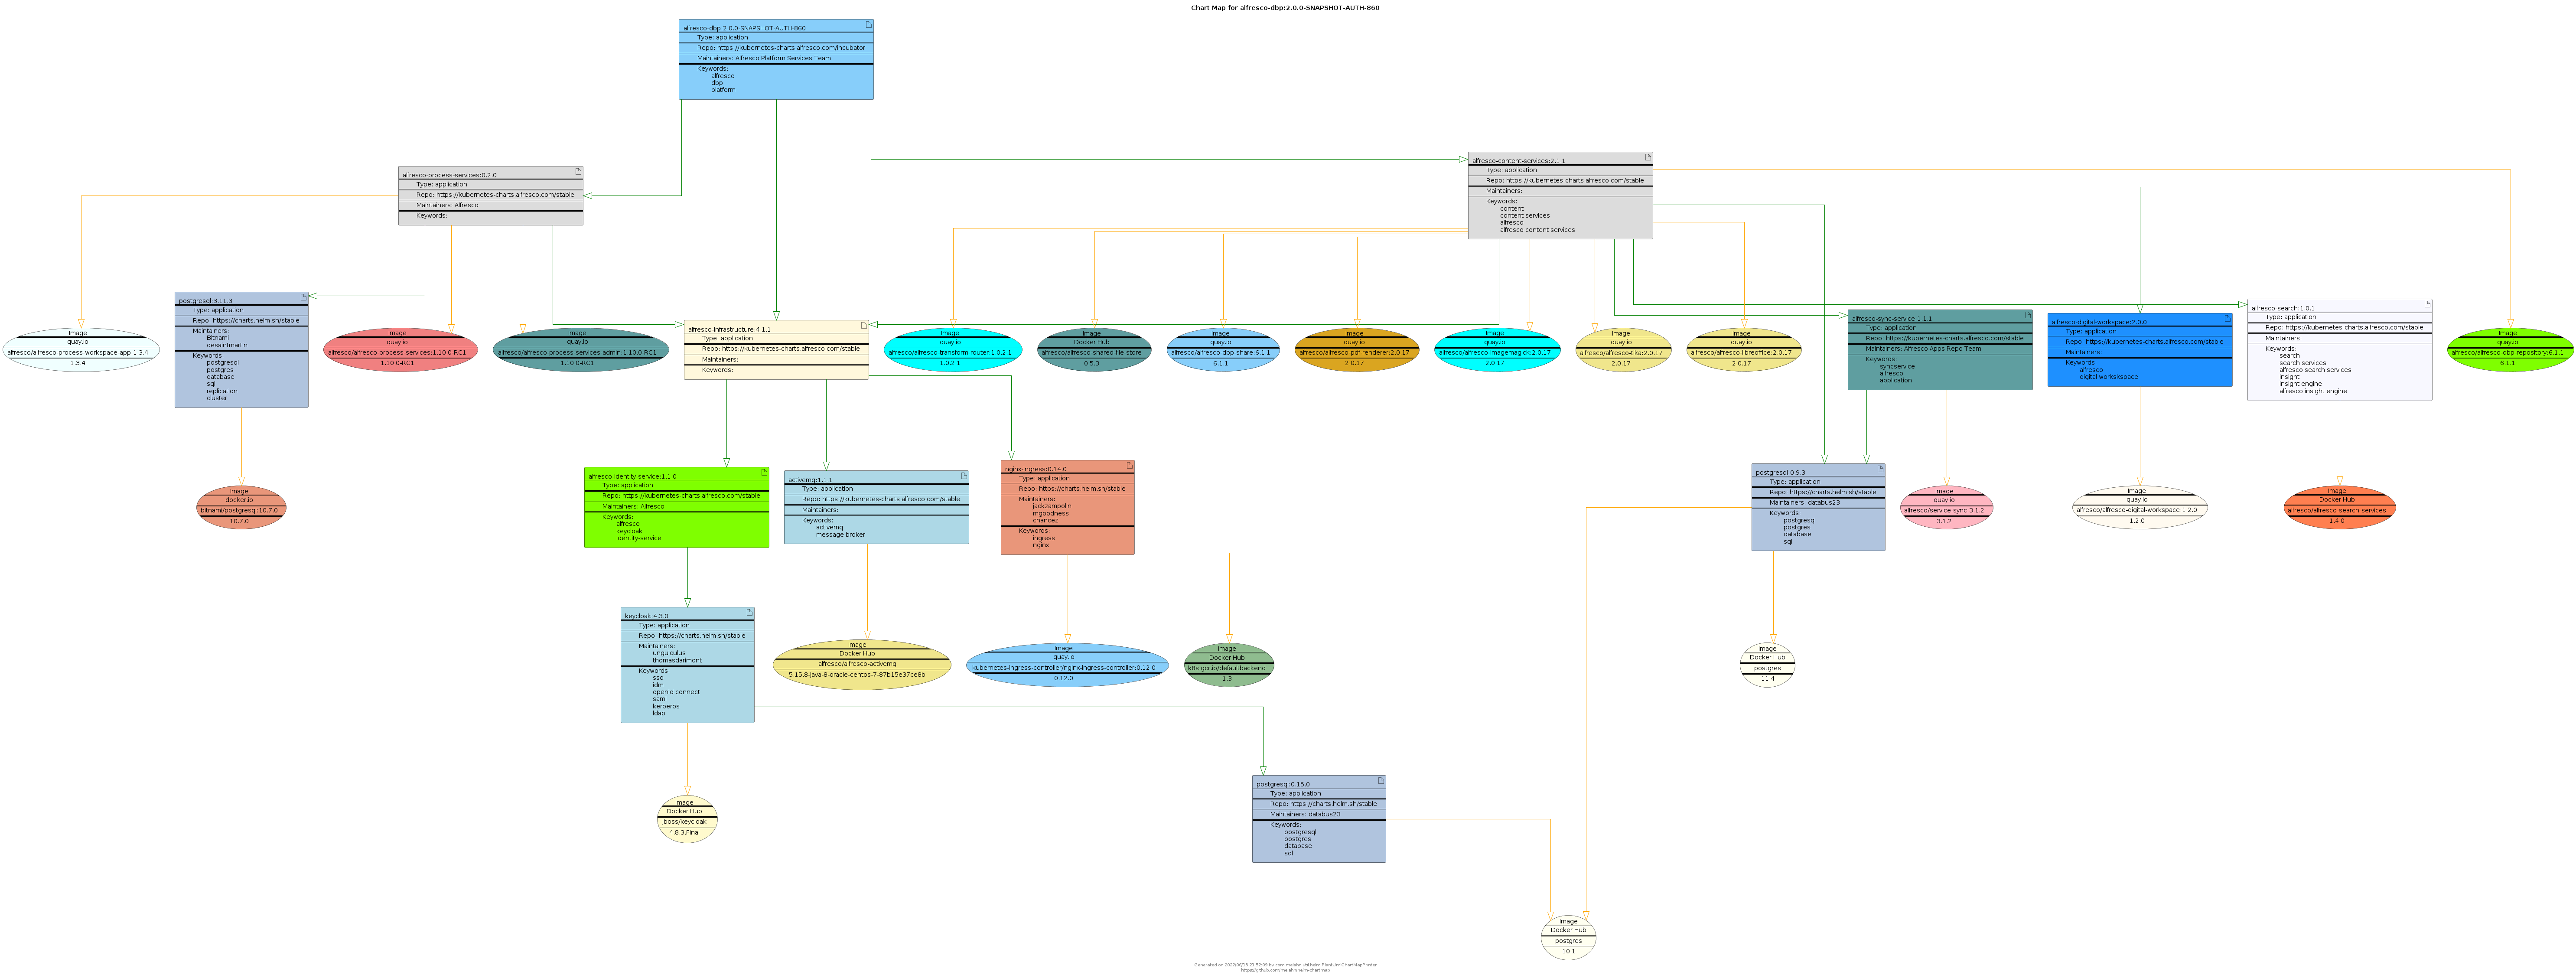 Chart Map for alfresco-dbp:2.0.0-SNAPSHOT-AUTH-860
alfresco-dbp:2.0.0-SNAPSHOT-AUTH-860
Type: application
Repo: https://kubernetes-charts.alfresco.com/incubator
Maintainers: Alfresco Platform Services Team
Keywords:
alfresco
dbp
platform
alfresco-process-services:0.2.0
Type: application
Repo: https://kubernetes-charts.alfresco.com/stable
Maintainers: Alfresco
Keywords:
alfresco-content-services:2.1.1
Type: application
Repo: https://kubernetes-charts.alfresco.com/stable
Maintainers:
Keywords:
content
content services
alfresco
alfresco content services
Image
quay.io
alfresco/alfresco-process-workspace-app:1.3.4
1.3.4
postgresql:3.11.3
Type: application
Repo: https://charts.helm.sh/stable
Maintainers:
Bitnami
desaintmartin
Keywords:
postgresql
postgres
database
sql
replication
cluster
Image
quay.io
alfresco/alfresco-process-services:1.10.0-RC1
1.10.0-RC1
Image
quay.io
alfresco/alfresco-process-services-admin:1.10.0-RC1
1.10.0-RC1
alfresco-infrastructure:4.1.1
Type: application
Repo: https://kubernetes-charts.alfresco.com/stable
Maintainers:
Keywords:
Image
quay.io
alfresco/alfresco-transform-router:1.0.2.1
1.0.2.1
Image
Docker Hub
alfresco/alfresco-shared-file-store
0.5.3
Image
quay.io
alfresco/alfresco-dbp-share:6.1.1
6.1.1
Image
quay.io
alfresco/alfresco-pdf-renderer:2.0.17
2.0.17
Image
quay.io
alfresco/alfresco-imagemagick:2.0.17
2.0.17
Image
quay.io
alfresco/alfresco-tika:2.0.17
2.0.17
Image
quay.io
alfresco/alfresco-libreoffice:2.0.17
2.0.17
alfresco-sync-service:1.1.1
Type: application
Repo: https://kubernetes-charts.alfresco.com/stable
Maintainers: Alfresco Apps Repo Team
Keywords:
syncservice
alfresco
application
alfresco-digital-workspace:2.0.0
Type: application
Repo: https://kubernetes-charts.alfresco.com/stable
Maintainers:
Keywords:
alfresco
digital workskspace
alfresco-search:1.0.1
Type: application
Repo: https://kubernetes-charts.alfresco.com/stable
Maintainers:
Keywords:
search
search services
alfresco search services
insight
insight engine
alfresco insight engine
Image
quay.io
alfresco/alfresco-dbp-repository:6.1.1
6.1.1
Image
docker.io
bitnami/postgresql:10.7.0
10.7.0
alfresco-identity-service:1.1.0
Type: application
Repo: https://kubernetes-charts.alfresco.com/stable
Maintainers: Alfresco
Keywords:
alfresco
keycloak
identity-service
activemq:1.1.1
Type: application
Repo: https://kubernetes-charts.alfresco.com/stable
Maintainers:
Keywords:
activemq
message broker
nginx-ingress:0.14.0
Type: application
Repo: https://charts.helm.sh/stable
Maintainers:
jackzampolin
mgoodness
chancez
Keywords:
ingress
nginx
postgresql:0.9.3
Type: application
Repo: https://charts.helm.sh/stable
Maintainers: databus23
Keywords:
postgresql
postgres
database
sql
Image
quay.io
alfresco/service-sync:3.1.2
3.1.2
Image
quay.io
alfresco/alfresco-digital-workspace:1.2.0
1.2.0
Image
Docker Hub
alfresco/alfresco-search-services
1.4.0
keycloak:4.3.0
Type: application
Repo: https://charts.helm.sh/stable
Maintainers:
unguiculus
thomasdarimont
Keywords:
sso
idm
openid connect
saml
kerberos
ldap
Image
Docker Hub
alfresco/alfresco-activemq
5.15.8-java-8-oracle-centos-7-87b15e37ce8b
Image
quay.io
kubernetes-ingress-controller/nginx-ingress-controller:0.12.0
0.12.0
Image
Docker Hub
k8s.gcr.io/defaultbackend
1.3
Image
Docker Hub
postgres
11.4
Image
Docker Hub
jboss/keycloak
4.8.3.Final
postgresql:0.15.0
Type: application
Repo: https://charts.helm.sh/stable
Maintainers: databus23
Keywords:
postgresql
postgres
database
sql
Image
Docker Hub
postgres
10.1
Generated on 2022/06/15 21:52:09 by com.melahn.util.helm.PlantUmlChartMapPrinter
https://github.com/melahn/helm-chartmap